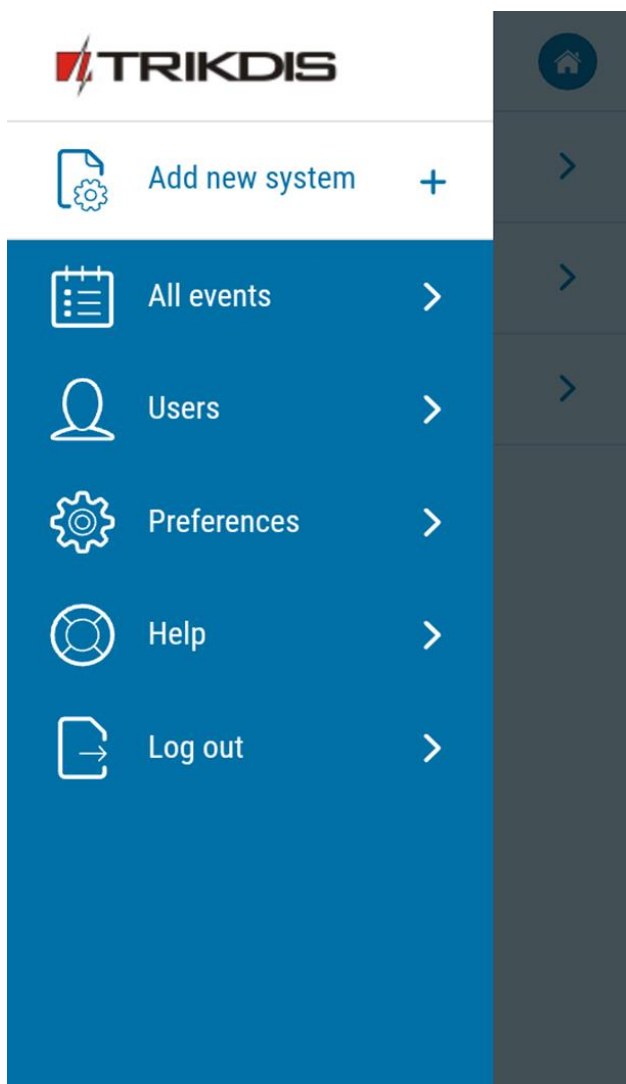 TRIKDIS
Add new system +
All events
Users
Preferences
Help
Log out